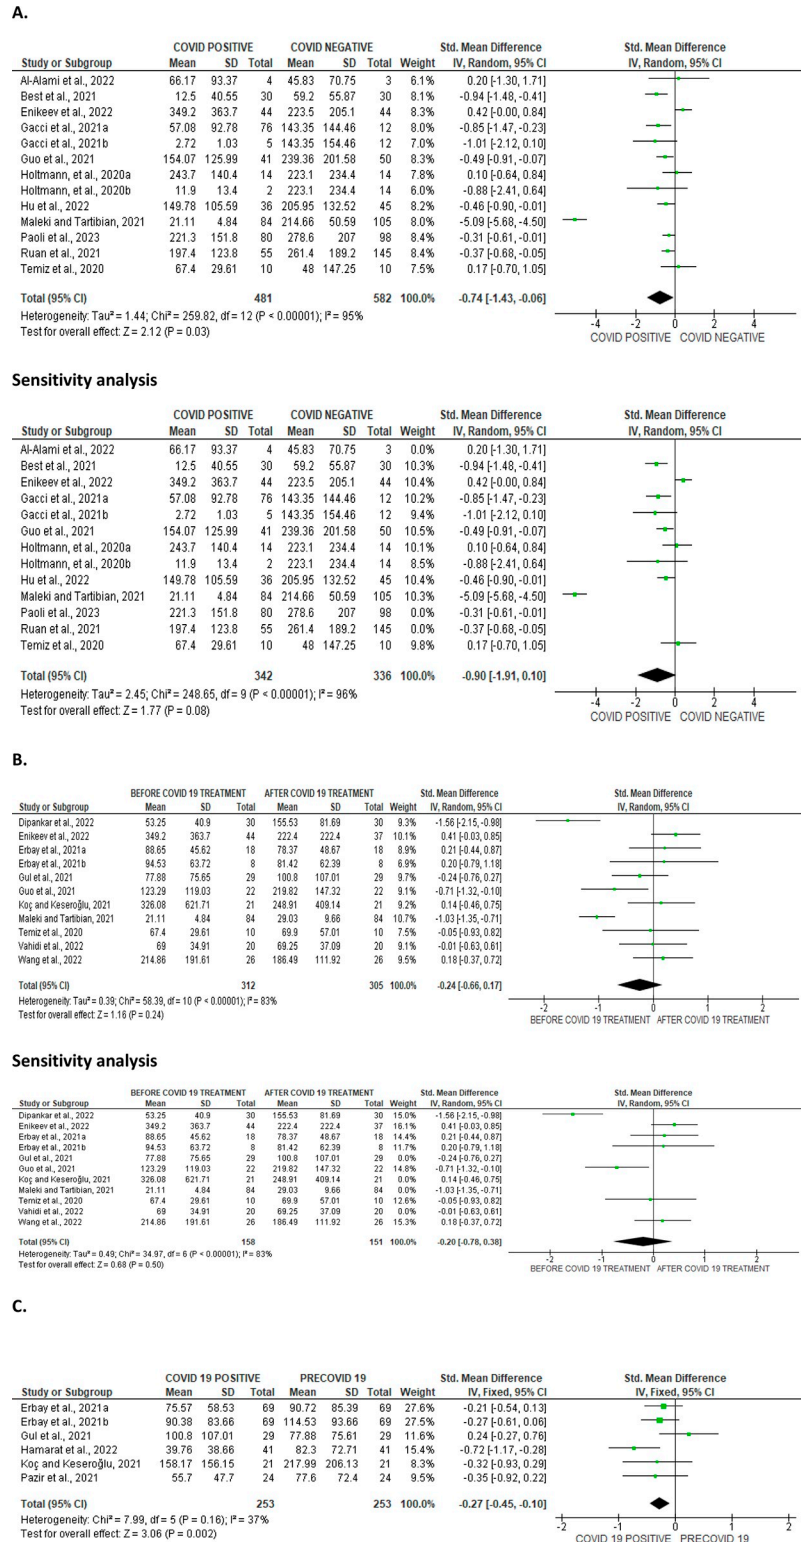 A.
COVID POSITIVE COVID NEGATIVE Std. Mean Difference Std. Mean Difference
Study or Subgroup Mean SD Total Mean SD Total Weight IV, Random, 95% CI IV, Random, 95% CI
Al-Alami et al., 2022 66.17 93.37 4 45.83 70.75 3 6.1% 0.20 [-1.30, 1.71]
Best et al., 2021 12.5 40.55 30 59.2 55.87 30 8.1% -0.94 [-1.48, -0.41]
Enikeev et al., 2022 349.2 363.7 44 223.5 205.1 44 8.2% 0.42 [-0.00, 0.84]
Gacci et al., 2021a 57.08 92.78 76 143.35 144.46 12 7.9% -0.85 [-1.47, -0.23]
Gacci et al., 2021b 2.72 1.03 5 143.35 154.46 12 7.0% -1.01 [-2.12, 0.10]
Guo et al., 2021 154.07 125.99 41 239.36 201.58 50 8.2% -0.49 [-0.91, -0.07]
Holtmann, et al., 2020a 243.7 140.4 14 223.1 234.4 14 7.8% 0.10 [-0.64, 0.84]
Holtmann, et al., 2020b 11.9 13.4 2 223.1 234.4 14 6.0% -0.88 [-2.41, 0.64]
Hu et al., 2022 149.78 105.59 36 205.95 132.52 45 8.2% -0.46 [-0.90, -0.01]
Maleki and Tartibian, 2021 21.11 4.84 84 214.66 50.59 105 8.0% -5.09 [-5.68, -4.50]
Paoli et al., 2023 221.3 151.8 80 278.6 207 98 8.4% -0.31 [-0.61, -0.01]
Ruan et al., 2021 197.4 123.8 55 261.4 189.2 145 8.4% -0.37 [-0.68, -0.05]
Temiz et al., 2020 67.4 29.61 10 48 147.25 10 7.5% 0.17 [-0.70, 1.05]
Total (95% CI) 481 582 100.0% -0.74 [-1.43, -0.06]
Heterogeneity: Tau² = 1.44; Chi² = 259.82, df = 12 (P < 0.00001); I² = 95%
Test for overall effect: Z = 2.12 (P = 0.03)
-4 -2 0 2 4
COVID POSITIVE COVID NEGATIVE
Sensitivity analysis
COVID POSITIVE COVID NEGATIVE Std. Mean Difference Std. Mean Difference
Study or Subgroup Mean SD Total Mean SD Total Weight IV, Random, 95% CI IV, Random, 95% CI
Al-Alami et al., 2022 66.17 93.37 4 45.83 70.75 3 0.0% 0.20 [-1.30, 1.71]
Best et al., 2021 12.5 40.55 30 59.2 55.87 30 10.3% -0.94 [-1.48, -0.41]
Enikeev et al., 2022 349.2 363.7 44 223.5 205.1 44 10.4% 0.42 [-0.00, 0.84]
Gacci et al., 2021a 57.08 92.78 76 143.35 144.46 12 10.2% -0.85 [-1.47, -0.23]
Gacci et al., 2021b 2.72 1.03 5 143.35 154.46 12 9.4% -1.01 [-2.12, 0.10]
Guo et al., 2021 154.07 125.99 41 239.36 201.58 50 10.5% -0.49 [-0.91, -0.07]
Holtmann, et al., 2020a 243.7 140.4 14 223.1 234.4 14 10.1% 0.10 [-0.64, 0.84]
Holtmann, et al., 2020b 11.9 13.4 2 223.1 234.4 14 8.6% -0.88 [-2.41, 0.64]
Hu et al., 2022 149.78 105.59 36 205.95 132.52 45 10.4% -0.46 [-0.90, -0.01]
Maleki and Tartibian, 2021 21.11 4.84 84 214.66 50.59 105 10.3% -5.09 [-5.68, -4.50]
Paoli et al., 2023 221.3 151.8 80 278.6 207 98 0.0% -0.31 [-0.61, -0.01]
Ruan et al., 2021 197.4 123.8 55 261.4 189.2 145 0.0% -0.37 [-0.68, -0.05]
Temiz et al., 2020 67.4 29.61 10 48 147.25 10 9.8% 0.17 [-0.70, 1.05]
Total (95% CI) 342 336 100.0% -0.90 [-1.91, 0.10]
Heterogeneity: Tau² = 2.45; Chi² = 248.65, df = 9 (P < 0.00001); I² = 96%
Test for overall effect: Z = 1.77 (P = 0.08)
-4 -2 0 2 4
COVID POSITIVE COVID NEGATIVE
B.
BEFORE COVID 19 TREATMENT AFTER COVID 19 TREATMENT Std. Mean Difference Std. Mean Difference
Study or Subgroup Mean SD Total Mean SD Total Weight IV, Random, 95% CI IV, Random, 95% CI
Dipankar et al., 2022 53.25 40.9 30 155.53 81.69 30 9.3% -1.56 [-2.15, -0.98]
Enikeev et al., 2022 349.2 363.7 44 222.4 222.4 37 10.1% 0.41 [-0.03, 0.85]
Erbay et al., 2021a 88.65 45.62 18 78.37 48.67 18 8.9% 0.21 [-0.44, 0.87]
Erbay et al., 2021b 94.53 63.72 8 81.42 62.39 8 7.0% 0.20 [-0.79, 1.18]
Gul et al., 2021 77.88 75.65 29 100.8 107.01 29 9.7% -0.24 [-0.76, 0.27]
Guo et al., 2021 123.29 119.03 22 219.82 147.32 22 9.1% -0.71 [-1.32, -0.10]
Koç and Keseroğlu, 2021 326.08 621.71 21 248.91 409.14 21 9.1% 0.14 [-0.46, 0.75]
Maleki and Tartibian, 2021 21.11 4.84 84 29.03 9.66 84 10.7% -1.03 [-1.35, -0.71]
Temiz et al., 2020 67.4 29.61 10 69.9 57.01 10 7.6% -0.05 [-0.93, 0.82]
Vahidi et al., 2022 69 34.91 20 69.25 37.09 20 9.0% -0.01 [-0.63, 0.61]
Wang et al., 2022 214.86 191.61 26 186.49 111.92 26 9.5% 0.18 [-0.37, 0.72]
Total (95% CI) 312 305 100.0% -0.24 [-0.66, 0.17]
Heterogeneity: Tau² = 0.39; Chi² = 58.39, df = 10 (P < 0.00001); I² = 83%
Test for overall effect: Z = 1.16 (P = 0.24)
-2 -1 0 1 2
BEFORE COVID 19 TREATMENT AFTER COVID 19 TREATMENT
Sensitivity analysis
BEFORE COVID 19 TREATMENT AFTER COVID 19 TREATMENT Std. Mean Difference Std. Mean Difference
Study or Subgroup Mean SD Total Mean SD Total Weight IV, Random, 95% CI IV, Random, 95% CI
Dipankar et al., 2022 53.25 40.9 30 155.53 81.69 30 15.0% -1.56 [-2.15, -0.98]
Enikeev et al., 2022 349.2 363.7 44 222.4 222.4 37 16.1% 0.41 [-0.03, 0.85]
Erbay et al., 2021a 88.65 45.62 18 78.37 48.67 18 14.4% 0.21 [-0.44, 0.87]
Erbay et al., 2021b 94.53 63.72 8 81.42 62.39 8 11.8% 0.20 [-0.79, 1.18]
Gul et al., 2021 77.88 75.65 29 100.8 107.01 29 0.0% -0.24 [-0.76, 0.27]
Guo et al., 2021 123.29 119.03 22 219.82 147.32 22 14.8% -0.71 [-1.32, -0.10]
Koç and Keseroğlu, 2021 326.08 621.71 21 248.91 409.14 21 0.0% 0.14 [-0.46, 0.75]
Maleki and Tartibian, 2021 21.11 4.84 84 29.03 9.66 84 0.0% -1.03 [-1.35, -0.71]
Temiz et al., 2020 67.4 29.61 10 69.9 57.01 10 12.6% -0.05 [-0.93, 0.82]
Vahidi et al., 2022 69 34.91 20 69.25 37.09 20 0.0% -0.01 [-0.63, 0.61]
Wang et al., 2022 214.86 191.61 26 186.49 111.92 26 15.3% 0.18 [-0.37, 0.72]
Total (95% CI) 158 151 100.0% -0.20 [-0.78, 0.38]
Heterogeneity: Tau² = 0.49; Chi² = 34.97, df = 6 (P < 0.00001); I² = 83%
Test for overall effect: Z = 0.68 (P = 0.50)
-2 -1 0 1 2
BEFORE COVID 19 TREATMENT AFTER COVID 19 TREATMENT
C.
COVID 19 POSITIVE PRECOVID 19 Std. Mean Difference Std. Mean Difference
Study or Subgroup Mean SD Total Mean SD Total Weight IV, Fixed, 95% CI IV, Fixed, 95% CI
Erbay et al., 2021a 75.57 58.53 69 90.72 85.39 69 27.6% -0.21 [-0.54, 0.13]
Erbay et al., 2021b 90.38 83.66 69 114.53 93.66 69 27.5% -0.27 [-0.61, 0.06]
Gul et al., 2021 100.8 107.01 29 77.88 75.61 29 11.5% 0.24 [-0.27, 0.76]
Hamarat et al., 2022 39.76 38.66 41 82.3 72.71 41 15.4% -0.72 [-1.17, -0.28]
Koç and Keseroğlu, 2021 158.17 156.15 21 217.99 206.13 21 8.3% -0.32 [-0.93, 0.29]
Pazir et al., 2021 55.7 47.7 24 77.6 72.4 24 9.5% -0.35 [-0.92, 0.22]
Total (95% CI) 253 253 100.0% -0.27 [-0.45, -0.10]
Heterogeneity: Chi² = 7.99, df = 5 (P = 0.16); I² = 37%
Test for overall effect: Z = 3.06 (P = 0.002)
-2 -1 0 1 2
COVID 19 POSITIVE PRECOVID 19